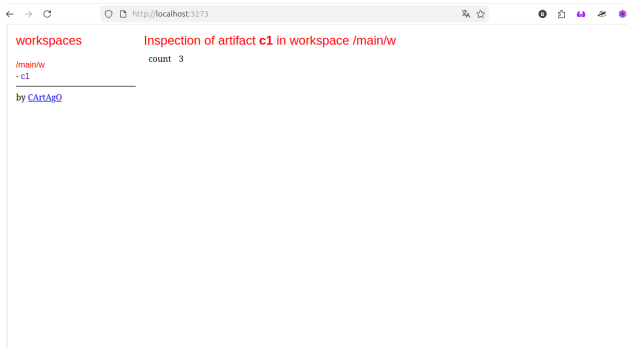 http://localhost:3273
workspaces
/main/w
- c1
by CArtAgO
Inspection of artifact c1 in workspace /main/w
count 3